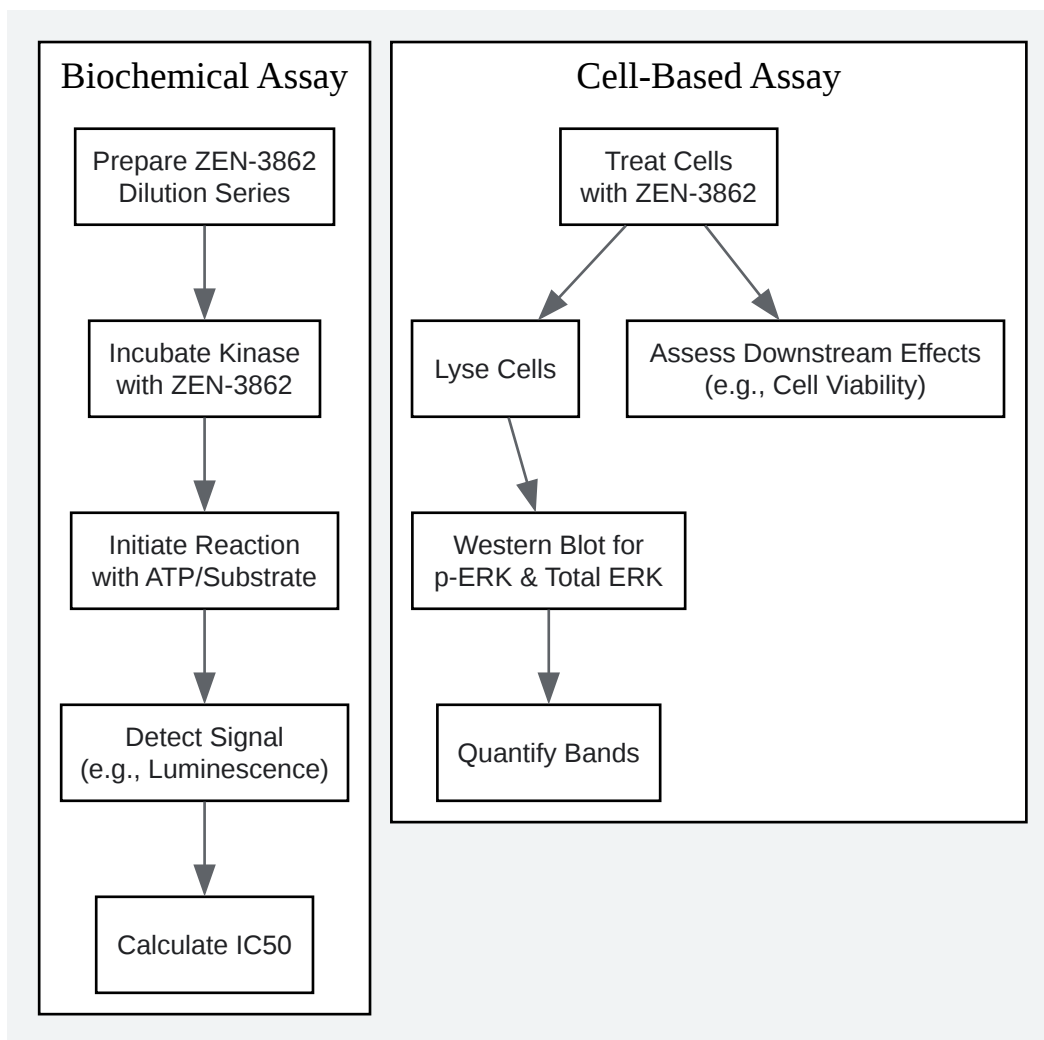 Biochemical Assay
Prepare ZEN-3862
Dilution Series
Incubate Kinase
with ZEN-3862
Initiate Reaction
with ATP/Substrate
Detect Signal
(e.g., Luminescence)
Calculate IC50
Cell-Based Assay
Treat Cells
with ZEN-3862
Lyse Cells
Assess Downstream Effects
(e.g., Cell Viability)
Western Blot for
p-ERK & Total ERK
Quantify Bands